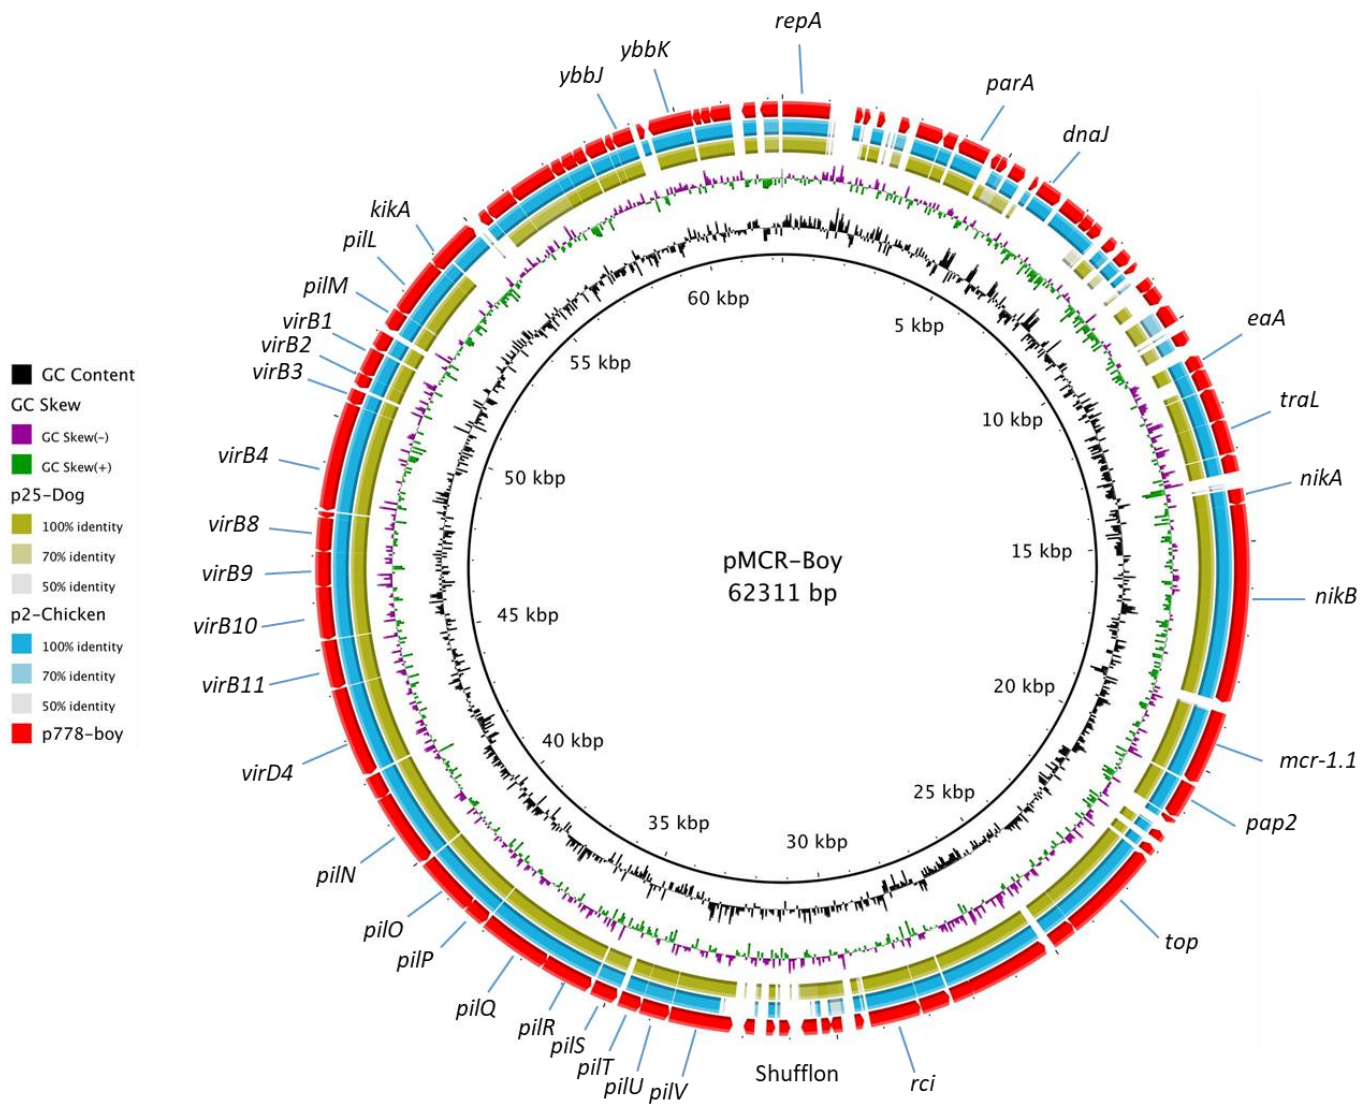 repA
ybbK
ybbJ
parA
dnaJ
kikA
pilL
pilM
virB1
virB2
virB3
virB4
virB8
virB9
virB10
virB11
virD4
pilN
pilO
pilP
pilQ
pilR
pilS
pilT
pilU
pilV
Shufflon
rci
top
pap2
mcr-1.1
nikB
nikA
traL
eaA
60 kbp
5 kbp
10 kbp
15 kbp
20 kbp
25 kbp
30 kbp
35 kbp
40 kbp
45 kbp
50 kbp
55 kbp
pMCR-Boy
62311 bp
GC Content
GC Skew
GC Skew(-)
GC Skew(+)
p25-Dog
100% identity
70% identity
50% identity
p2-Chicken
100% identity
70% identity
50% identity
p778-boy